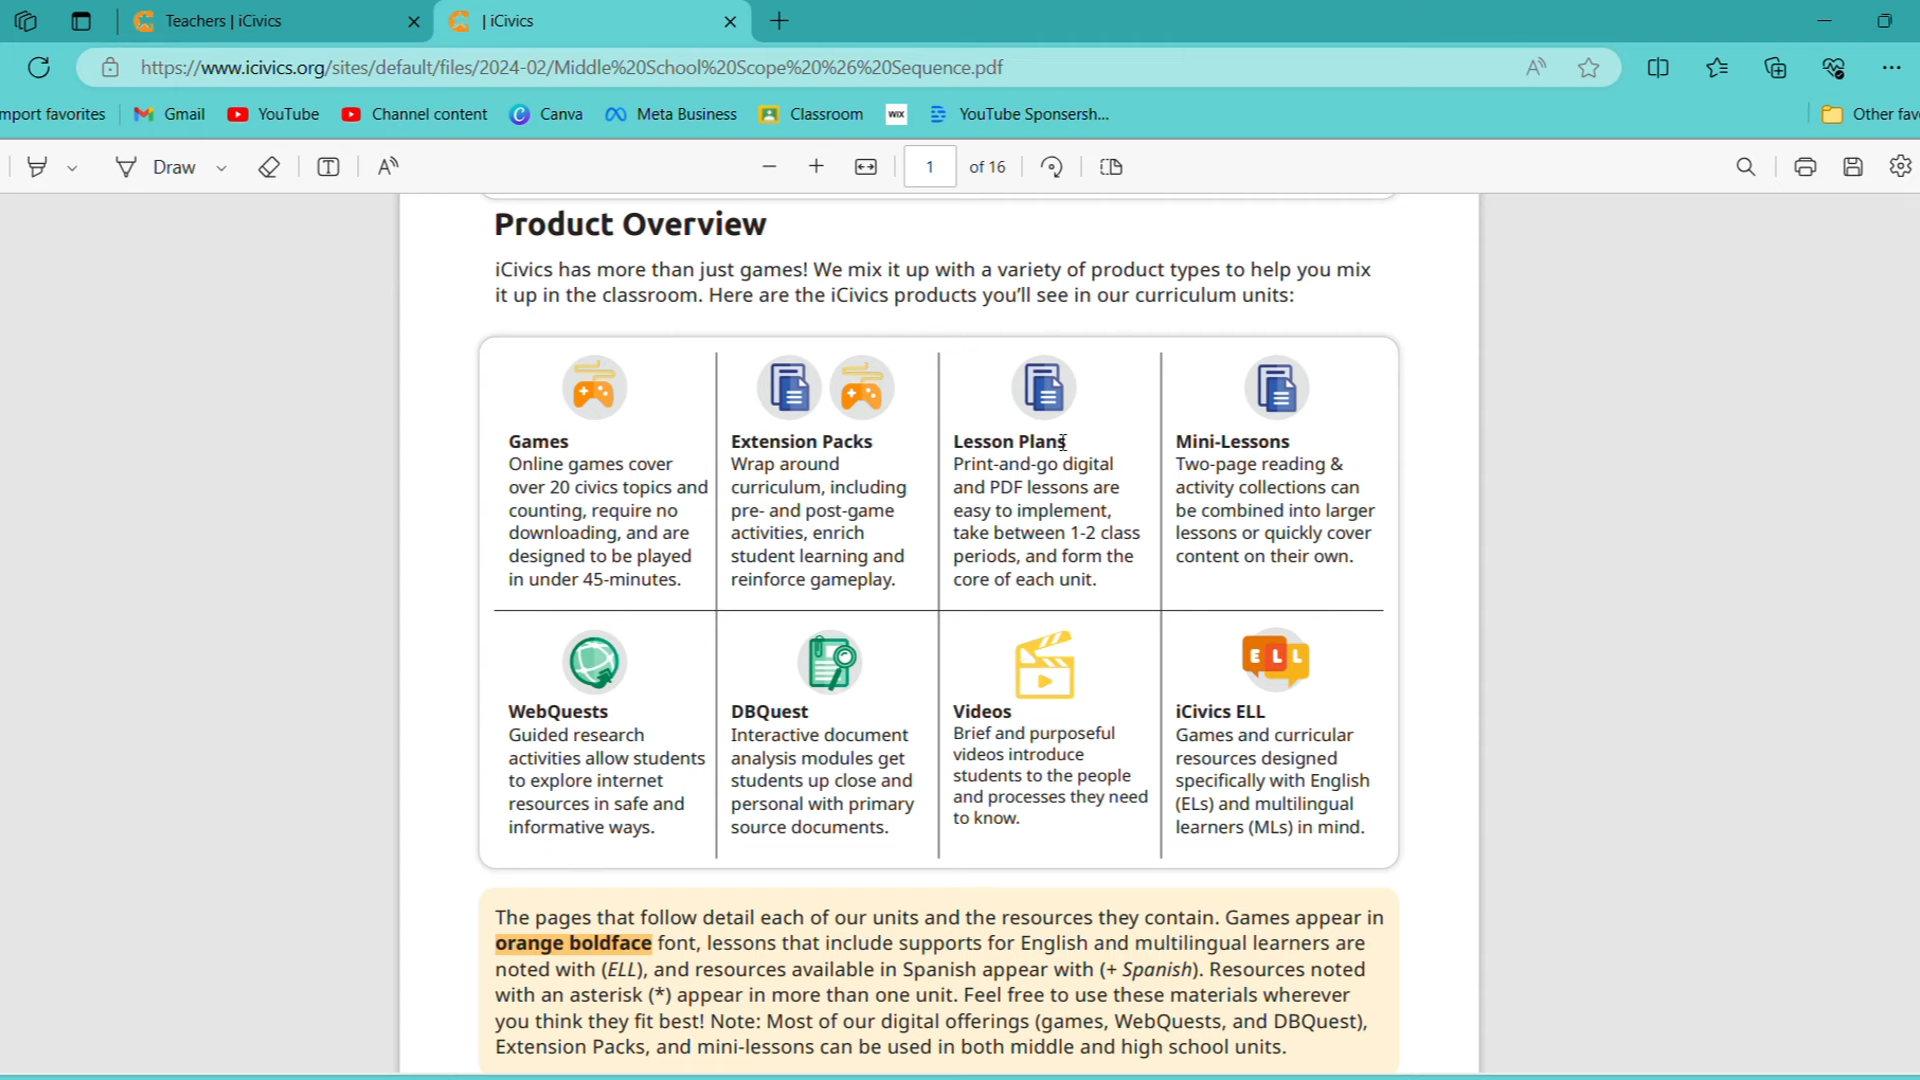 Teachers | iCivics
| iCivics
https://www.icivics.org/sites/default/files/2024-02/Middle%20School%20Scope%20%26%20Sequence.pdf
mport favorites
Gmail
YouTube
Channel content
Canva
Meta Business
Classroom
WIX
YouTube Sponsersh...
Other fav
Draw
1
of 16
Product Overview
iCivics has more than just games! We mix it up with a variety of product types to help you mix
it up in the classroom. Here are the iCivics products you'll see in our curriculum units:
Games
Online games cover
over 20 civics topics and
counting, require no
downloading, and are
designed to be played
in under 45-minutes.
Extension Packs
Wrap around
curriculum, including
pre- and post-game
activities, enrich
student learning and
reinforce gameplay.
Lesson Plans
Print-and-go digital
and PDF lessons are
easy to implement,
take between 1-2 class
periods, and form the
core of each unit.
Mini-Lessons
Two-page reading &
activity collections can
be combined into larger
lessons or quickly cover
content on their own.
WebQuests
Guided research
activities allow students
to explore internet
resources in safe and
informative ways.
DBQuest
Interactive document
analysis modules get
students up close and
personal with primary
source documents.
Videos
Brief and purposeful
videos introduce
students to the people
and processes they need
to know.
ELL
iCivics ELL
Games and curricular
resources designed
specifically with English
(ELs) and multilingual
learners (MLs) in mind.
The pages that follow detail each of our units and the resources they contain. Games appear in
orange boldface font, lessons that include supports for English and multilingual learners are
noted with (ELL), and resources available in Spanish appear with (+ Spanish). Resources noted
with an asterisk (*) appear in more than one unit. Feel free to use these materials wherever
you think they fit best! Note: Most of our digital offerings (games, WebQuests, and DBQuest),
Extension Packs, and mini-lessons can be used in both middle and high school units.